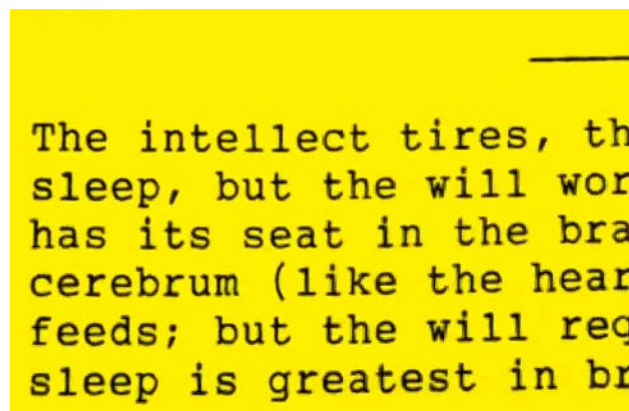 The intellect tires, th
sleep, but the will wor
has its seat in the bra
cerebrum (like the hear
feeds; but the will req
sleep is greatest in br